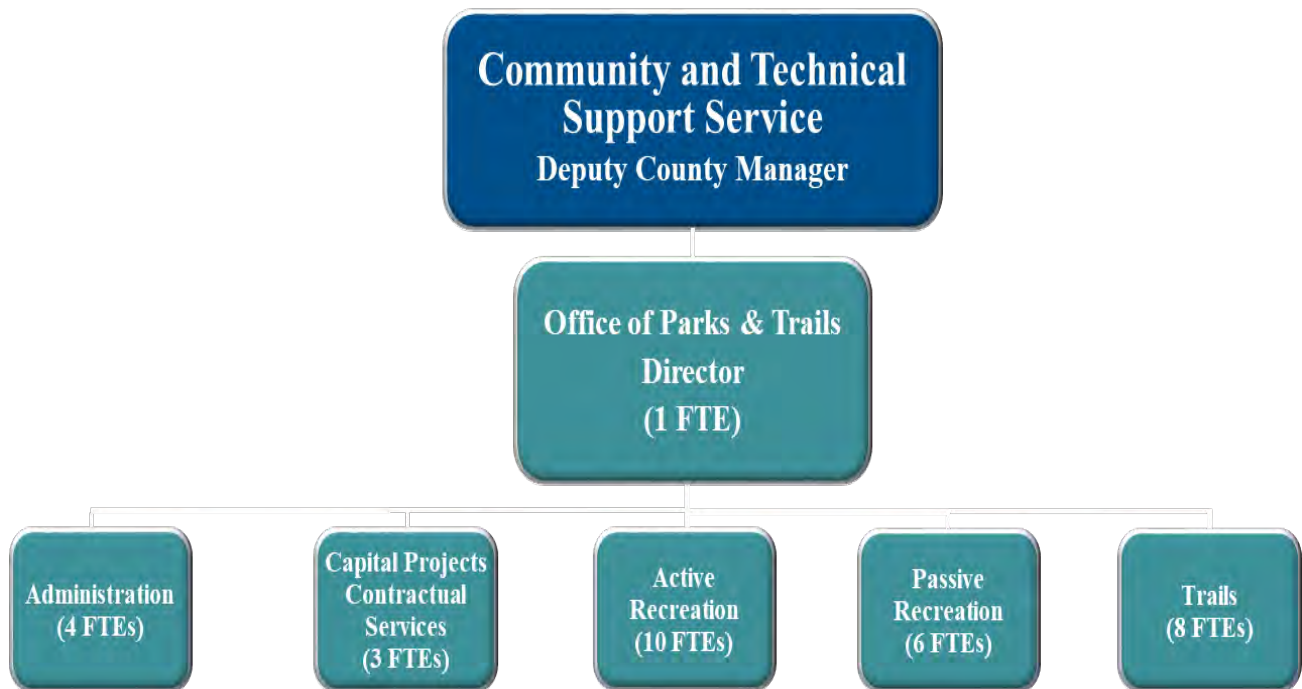 Community and Technical
Support Service
Deputy County Manager
Office of Parks & Trails
Director
(1 FTE)
Administration
(4 FTEs)
Capital Projects
Contractual
Services
(3 FTEs)
Active
Recreation
(10 FTEs)
Passive
Recreation
(6 FTEs)
Trails
(8 FTEs)